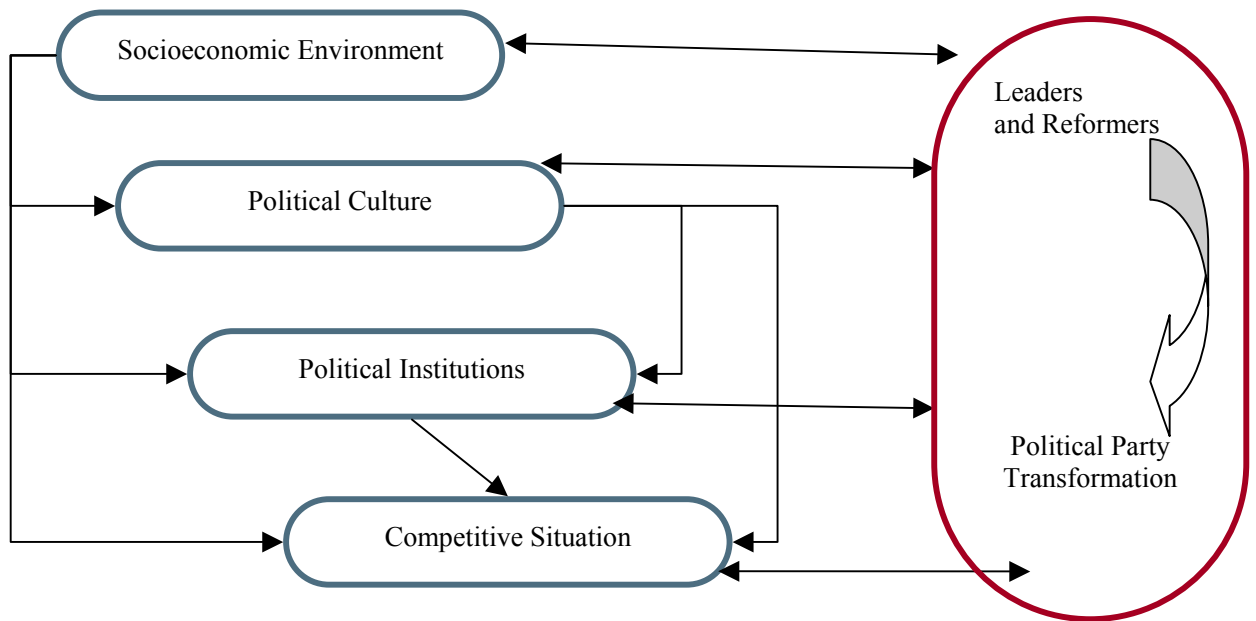 Socioeconomic Environment
Political Culture
Political Institutions
Competitive Situation
Leaders
and Reformers
Political Party
Transformation